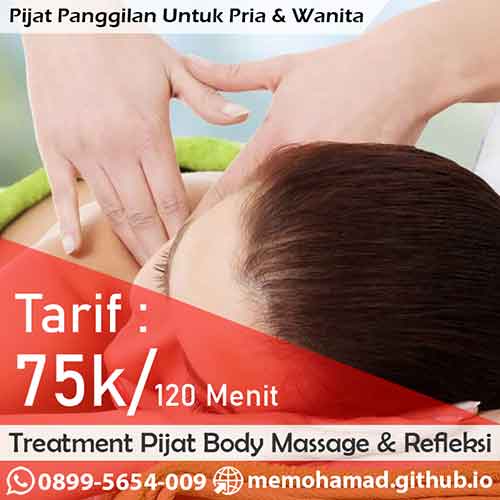 Pijat Panggilan Untuk Pria & Wanita
Tarif :
75k/120 Menit
Treatment Pijat Body Massage & Refleksi
0899-5654-009 memohamad.github.io